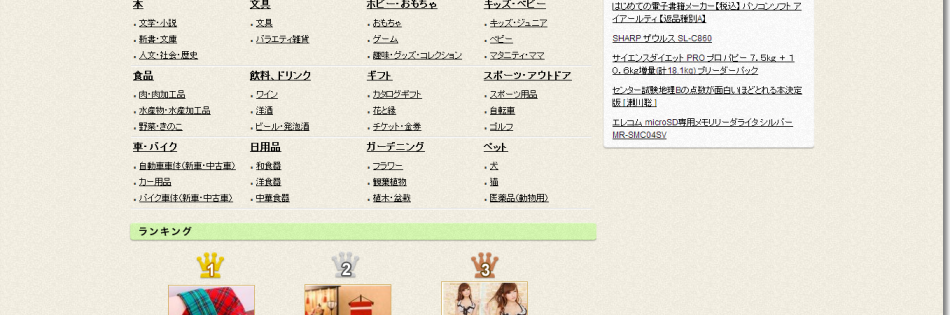 本
・文学・小説
・新書・文庫
・人文・社会・歴史
文具
・文具
・バラエティ雑貨
ホビー・おもちゃ
・おもちゃ
・ゲーム
・趣味・グッズ・コレクション
キッズ・ベビー
・キッズ・ジュニア
・ベビー
・マタニティ・ママ
食品
・肉・肉加工品
・水産物・水産加工品
・野菜・きのこ
飲料、ドリンク
・ワイン
・洋酒
・ビール・発泡酒
ギフト
・カタログギフト
・花と緑
・チケット・金券
スポーツ・アウトドア
・スポーツ用品
・自転車
・ゴルフ
車・バイク
・自動車車体(新車・中古車)
・カー用品
・バイク車体(新車・中古車)
日用品
・和食器
・洋食器
・中華食器
ガーデニング
・フラワー
・観葉植物
・植木・盆栽
ペット
・犬
・猫
・医薬品(動物用)
はじめての電子書籍メーカー【税込】 パソコンソフト ア
イアールティ【返品種別A】
SHARP ザウルス SL-C860
サイエンスダイエット PRO プロ パピー 7．5kg ＋ 1
0．6kg増量(計18.1kg) ブリーダーパック
センター試験地理Bの点数が面白いほどとれる本決定
版 [ 瀬川聡 ]
エレコム microSD専用メモリリーダライタ シルバー
MR-SMC04SV
ランキング
1
2
3